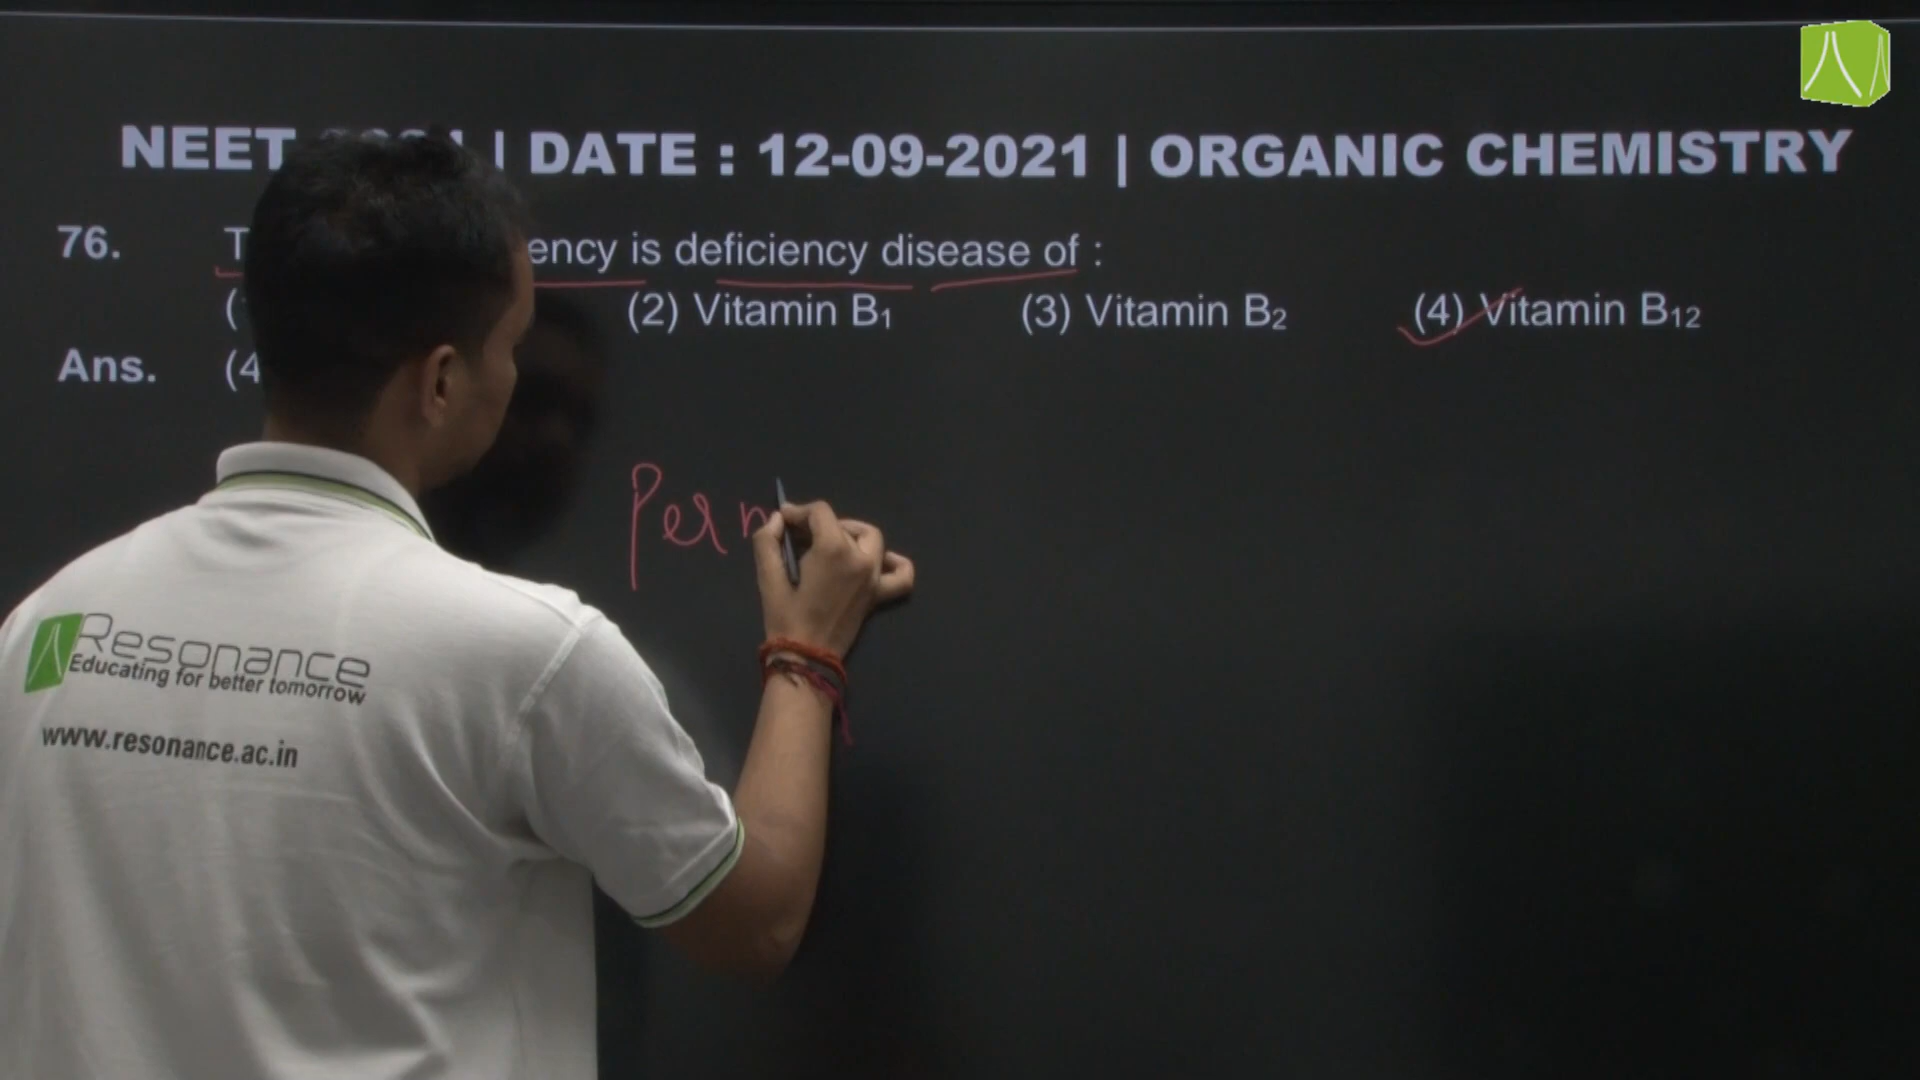 NEET | DATE : 12-09-2021 | ORGANIC CHEMISTRY
76. ency is deficiency disease of :
(2) Vitamin B1 (3) Vitamin B2 (4) Vitamin B12
Ans. (4
Per
Resonance
Educating for better tomorrow
www.resonance.ac.in